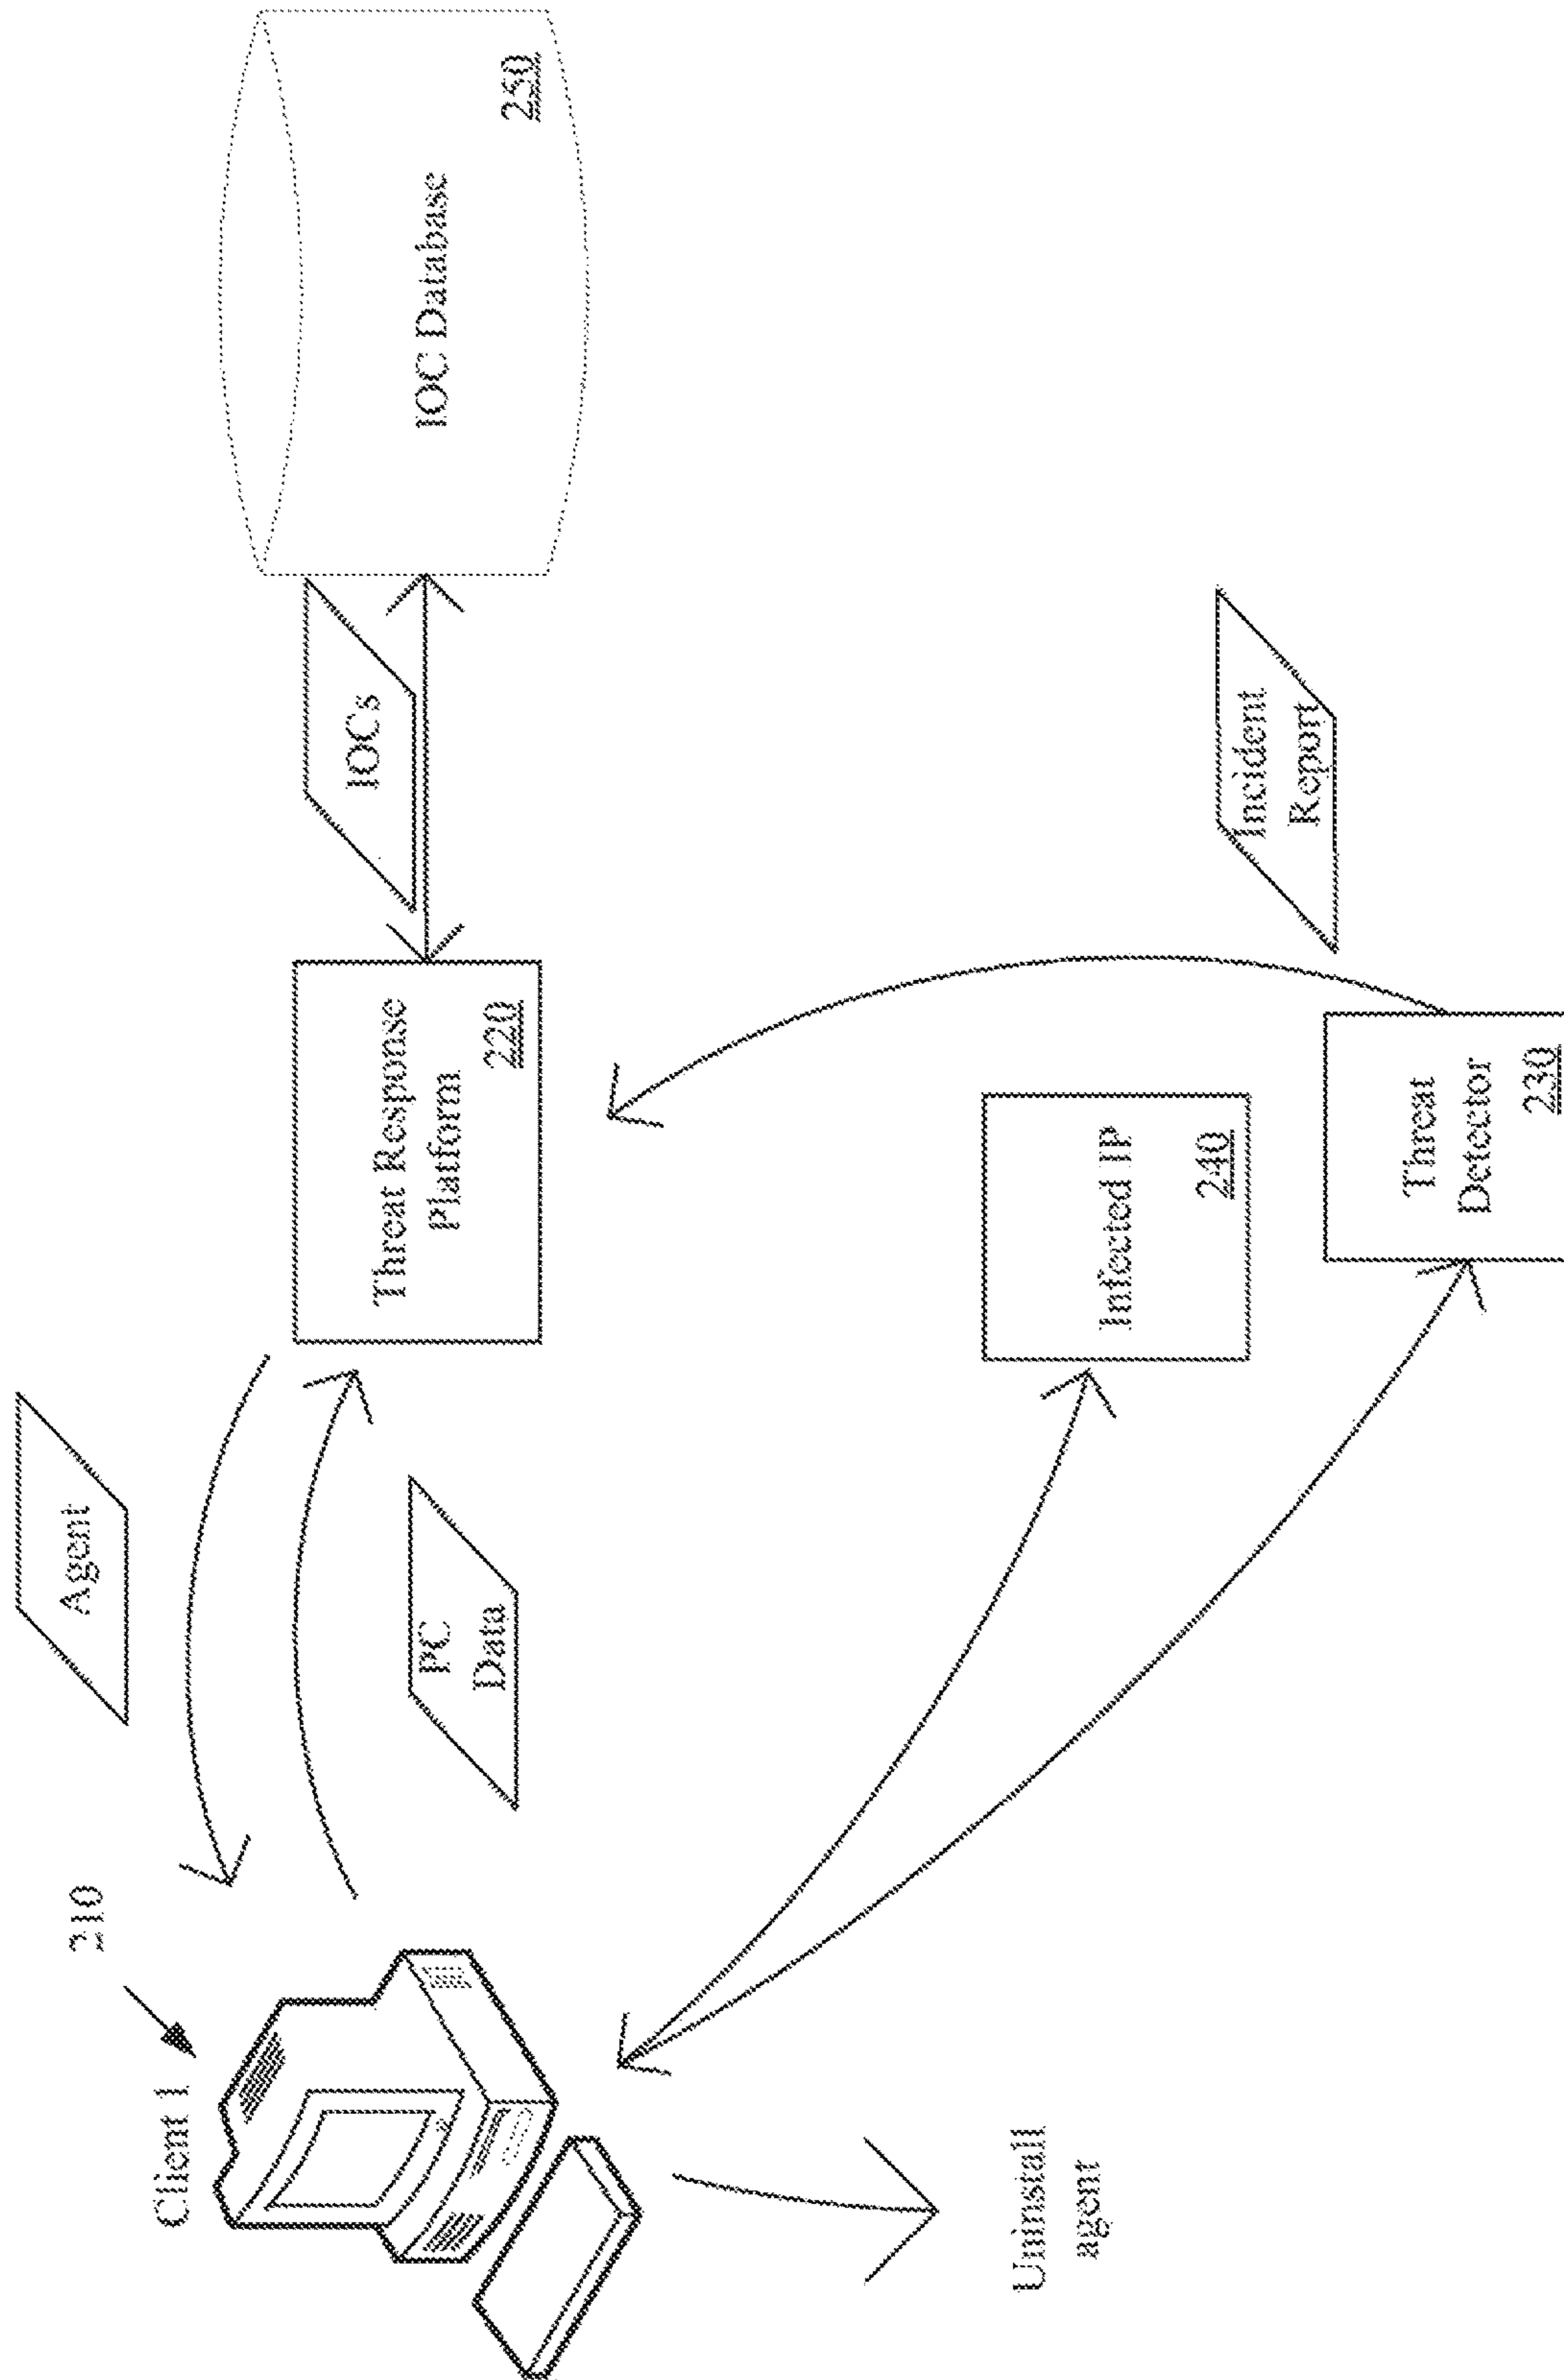 210
Client 1
Agent
PC
Data
Threat Response
Platform
220
IOCs
IOC Database
250
Infected IP
240
Incident
Report
Threat
Detector
230
Uninstall
agent